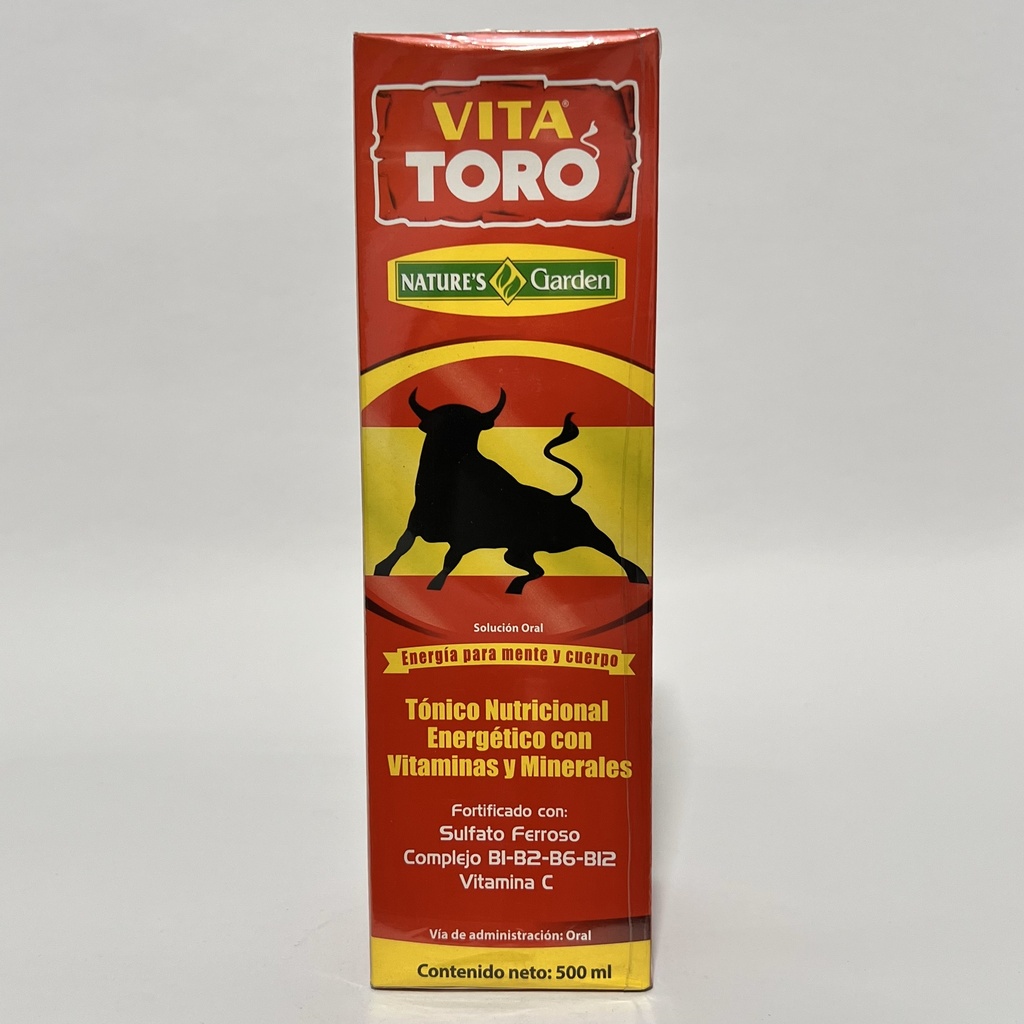 VITA®
TORO
NATURE'S Garden
Solución Oral
Energía para mente y cuerpo
Tónico Nutricional
Energético con
Vitaminas y Minerales
Fortificado con:
Sulfato Ferroso
Complejo B1-B2-B6-B12
Vitamina C
Vía de administración: Oral
Contenido neto: 500 ml